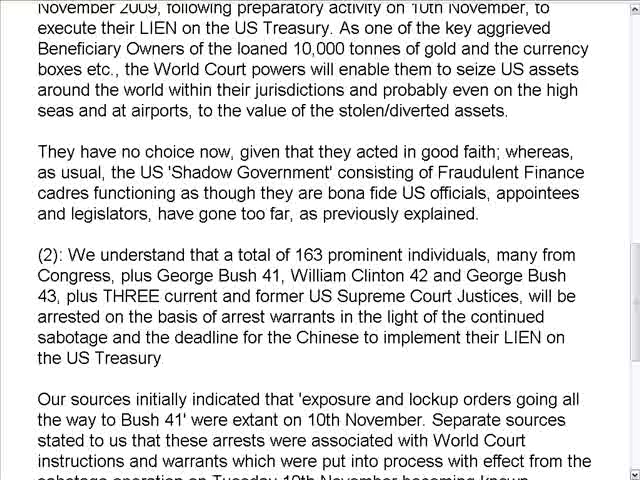 November 2009, following preparatory activity on 10th November, to
execute their LIEN on the US Treasury. As one of the key aggrieved
Beneficiary Owners of the loaned 10,000 tonnes of gold and the currency
boxes etc., the World Court powers will enable them to seize US assets
around the world within their jurisdictions and probably even on the high
seas and at airports, to the value of the stolen/diverted assets.
They have no choice now, given that they acted in good faith; whereas,
as usual, the US 'Shadow Government' consisting of Fraudulent Finance
cadres functioning as though they are bona fide US officials, appointees
and legislators, have gone too far, as previously explained.
(2): We understand that a total of 163 prominent individuals, many from
Congress, plus George Bush 41, William Clinton 42 and George Bush
43, plus THREE current and former US Supreme Court Justices, will be
arrested on the basis of arrest warrants in the light of the continued
sabotage and the deadline for the Chinese to implement their LIEN on
the US Treasury
Our sources initially indicated that 'exposure and lockup orders going all
the way to Bush 41' were extant on 10th November. Separate sources
stated to us that these arrests were associated with World Court
instructions and warrants which were put into process with effect from the
sabotage operation on Tuesday 10th November becoming known